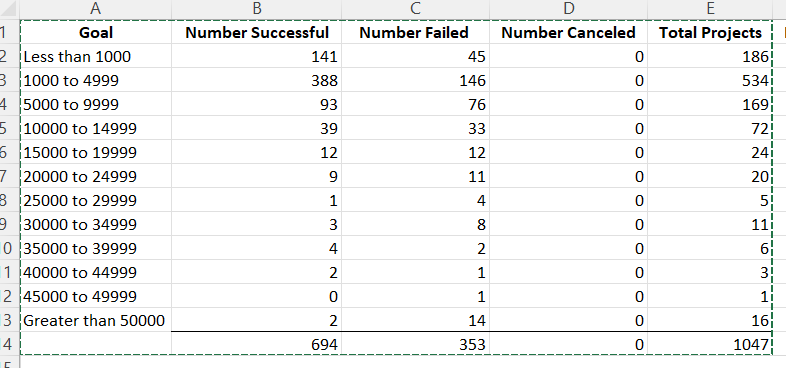 A B C D E
1 Goal Number Successful Number Failed Number Canceled Total Projects
2 Less than 1000 141 45 0 186
3 1000 to 4999 388 146 0 534
4 5000 to 9999 93 76 0 169
5 10000 to 14999 39 33 0 72
6 15000 to 19999 12 12 0 24
7 20000 to 24999 9 11 0 20
8 25000 to 29999 1 4 0 5
9 30000 to 34999 3 8 0 11
0 35000 to 39999 4 2 0 6
1 40000 to 44999 2 1 0 3
2 45000 to 49999 0 1 0 1
3 Greater than 50000 2 14 0 16
4 694 353 0 1047